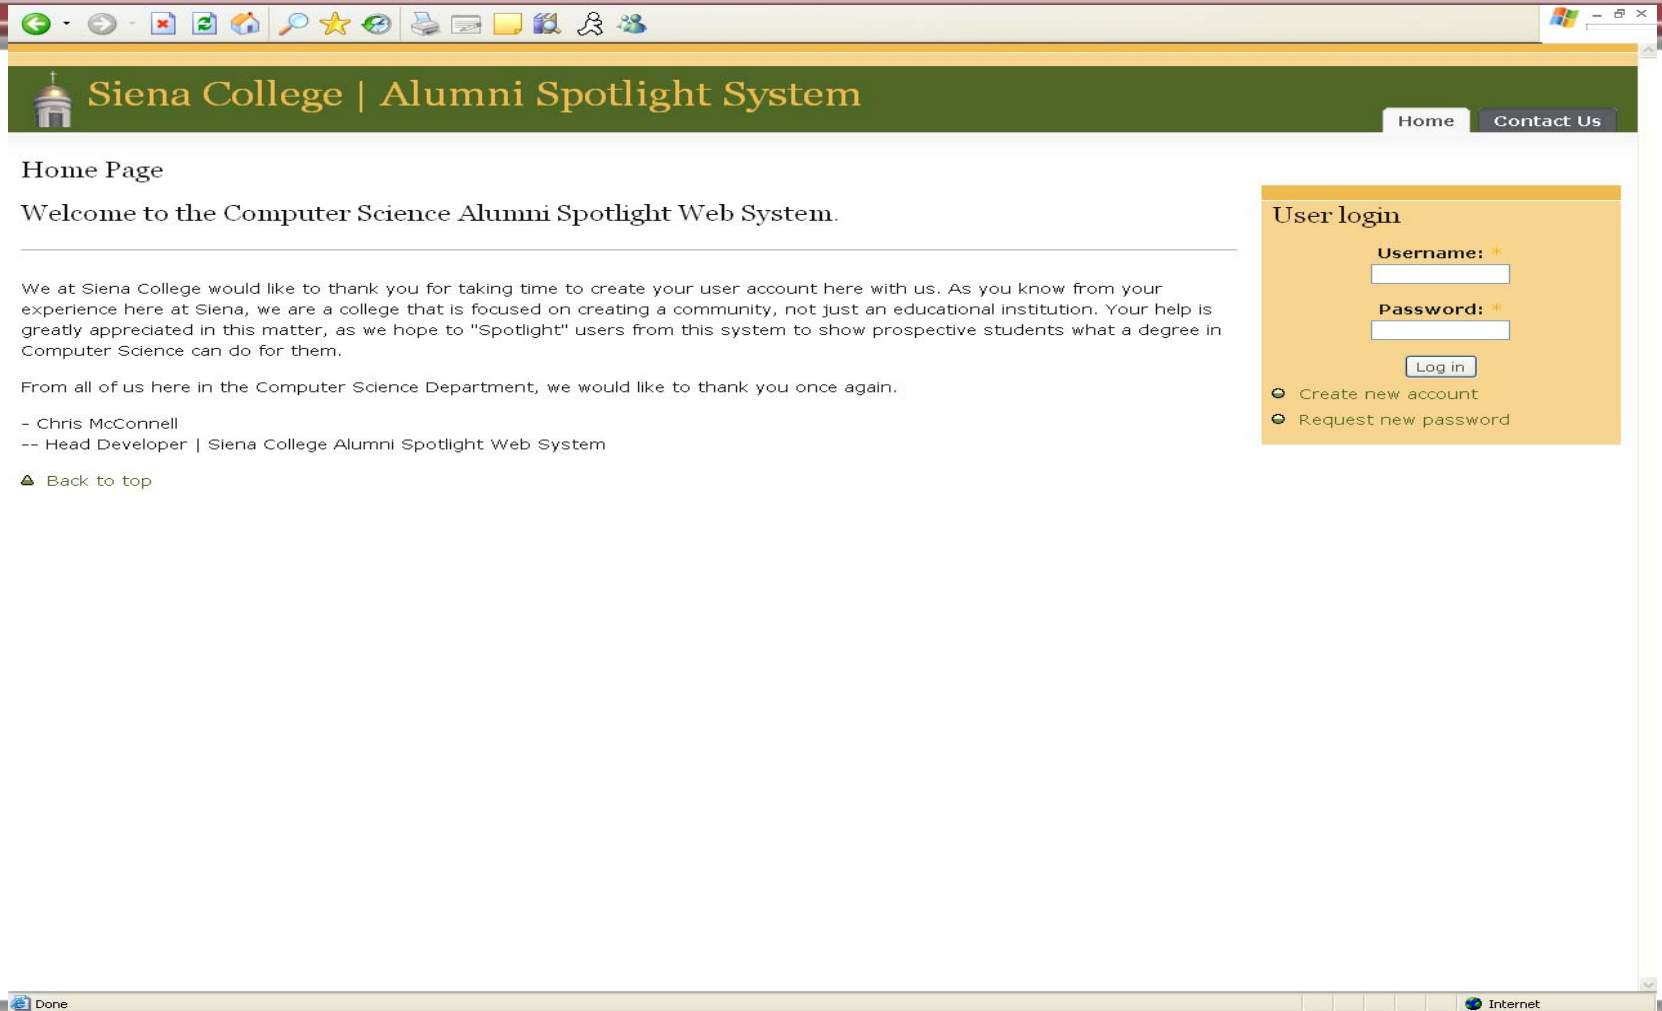 Siena College | Alumni Spotlight System
Home
Contact Us
Home Page
Welcome to the Computer Science Alumni Spotlight Web System.
We at Siena College would like to thank you for taking time to create your user account here with us. As you know from your
experience here at Siena, we are a college that is focused on creating a community, not just an educational institution. Your help is
greatly appreciated in this matter, as we hope to "Spotlight" users from this system to show prospective students what a degree in
Computer Science can do for them.
From all of us here in the Computer Science Department, we would like to thank you once again.
- Chris McConnell
-- Head Developer | Siena College Alumni Spotlight Web System
Back to top
User login
Username: *
Password: *
Log in
Create new account
Request new password
Done
Internet